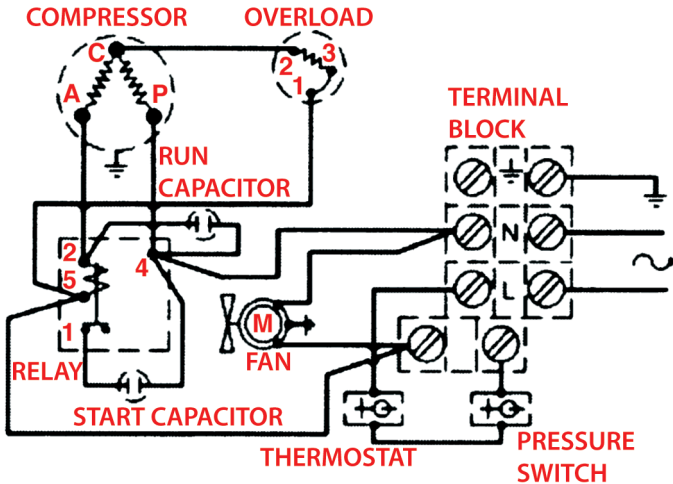 COMPRESSOR
OVERLOAD
C
2
3
A
P
1
TERMINAL
BLOCK
RUN
CAPACITOR
N
2
4
5
L
1
M
FAN
RELAY
START CAPACITOR
THERMOSTAT
PRESSURE
SWITCH